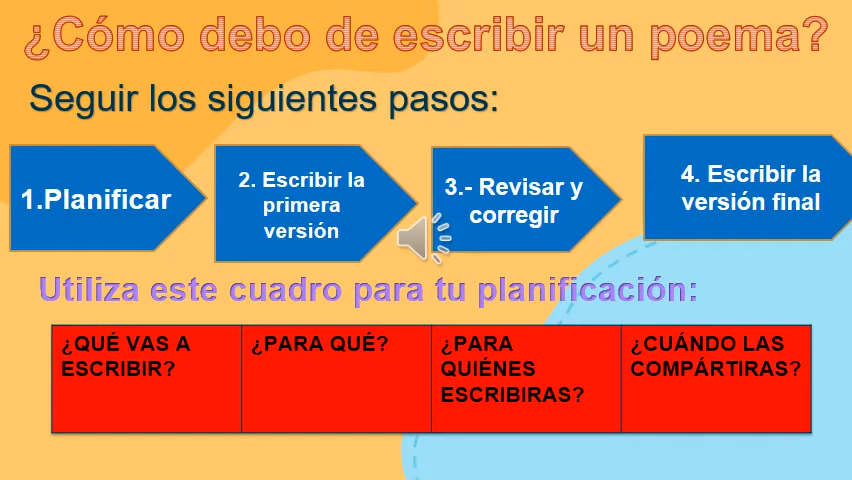 ¿Cómo debo de escribir un poema?
Seguir los siguientes pasos:
1.Planificar
2. Escribir la
primera
versión
3.- Revisar y
corregir
4. Escribir la
versión final
Utiliza este cuadro para tu planificación:
¿QUÉ VAS A
ESCRIBIR?
¿PARA QUÉ?
¿PARA
QUIÉNES
ESCRIBIRAS?
¿CUÁNDO LAS
COMPÁRTIRAS?